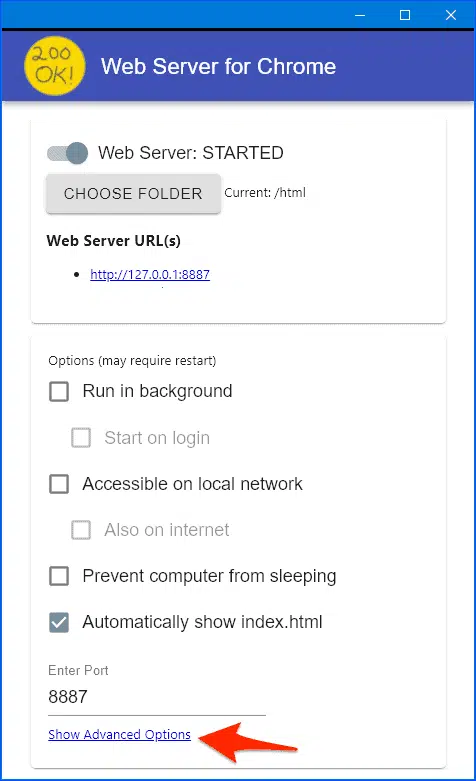 200
OK!
Web Server for Chrome
Web Server: STARTED
CHOOSE FOLDER Current: /html
Web Server URL(s)
http://127.0.0.1:8887
Options (may require restart)
Run in background
Start on login
Accessible on local network
Also on internet
Prevent computer from sleeping
Automatically show index.html
Enter Port
8887
Show Advanced Options